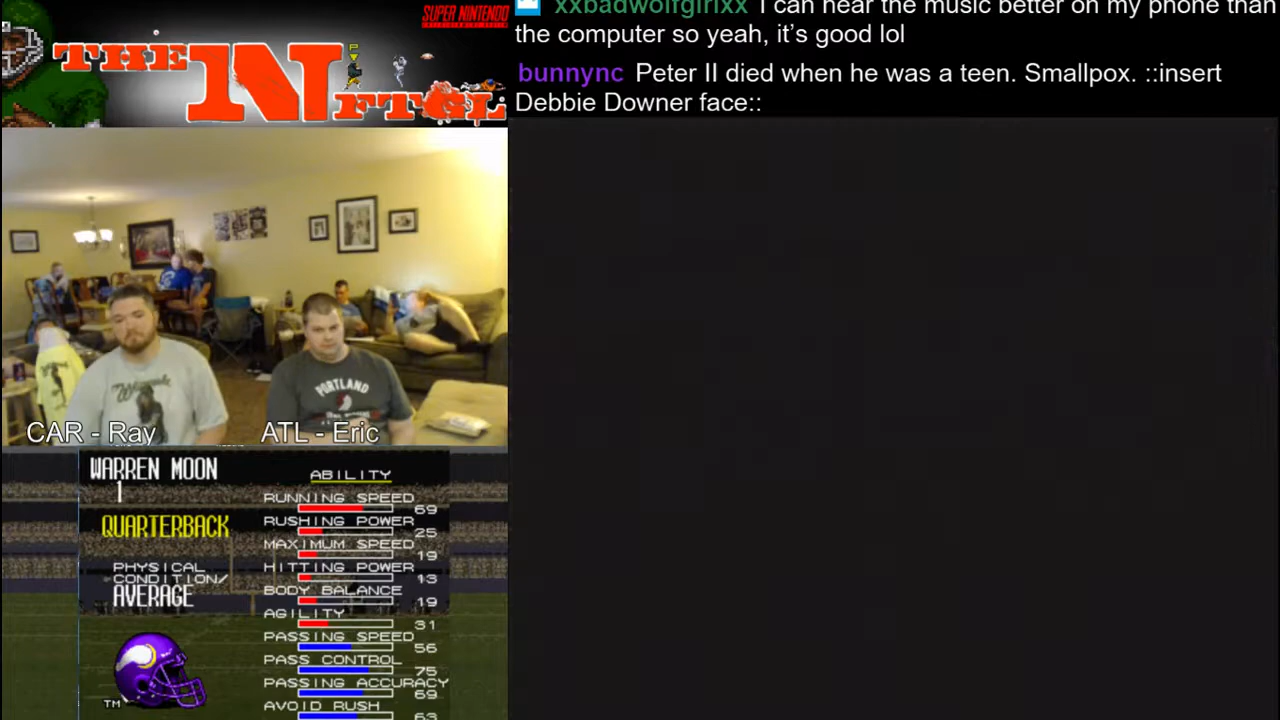 SUPER NINTENDO
THE
N
FTSL
P
xxbadwolfgirlxx I can hear the music better on my phone than
the computer so yeah, it's good lol
bunnync Peter II died when he was a teen. Smallpox. ::insert
Debbie Downer face::
PORTLAND
CAR - Ray
ATL - Eric
WARREN MOON
1
QUARTERBACK
PHYSICAL
CONDITION/
AVERAGE
TM
ABILITY
RUNNING SPEED
69
RUSHING POWER
25
MAXIMUM SPEED
19
HITTING POWER
13
BODY BALANCE
19
AGILITY
31
PASSING SPEED
56
PASS CONTROL
75
PASSING ACCURACY
69
AVOID RUSH
63